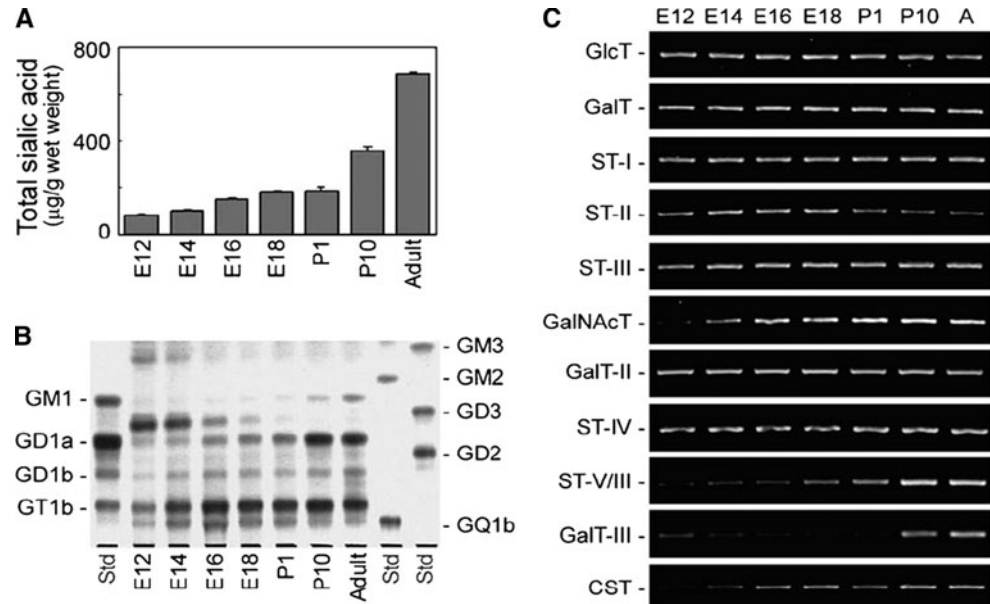 A
Total sialic acid
(µg/g wet weight)
800
400
0
E12 E14 E16 E18 P1 P10 Adult
B
GM1 -
GD1a -
GD1b -
GT1b -
- GM3
- GM2
- GD3
- GD2
- GQ1b
Std E12 E14 E16 E18 P1 P10 Adult Std Std
C
E12 E14 E16 E18 P1 P10 A
GlcT -
GalT -
ST-I -
ST-II -
ST-III -
GalNAcT -
GalT-II -
ST-IV -
ST-V/III -
GalT-III -
CST -